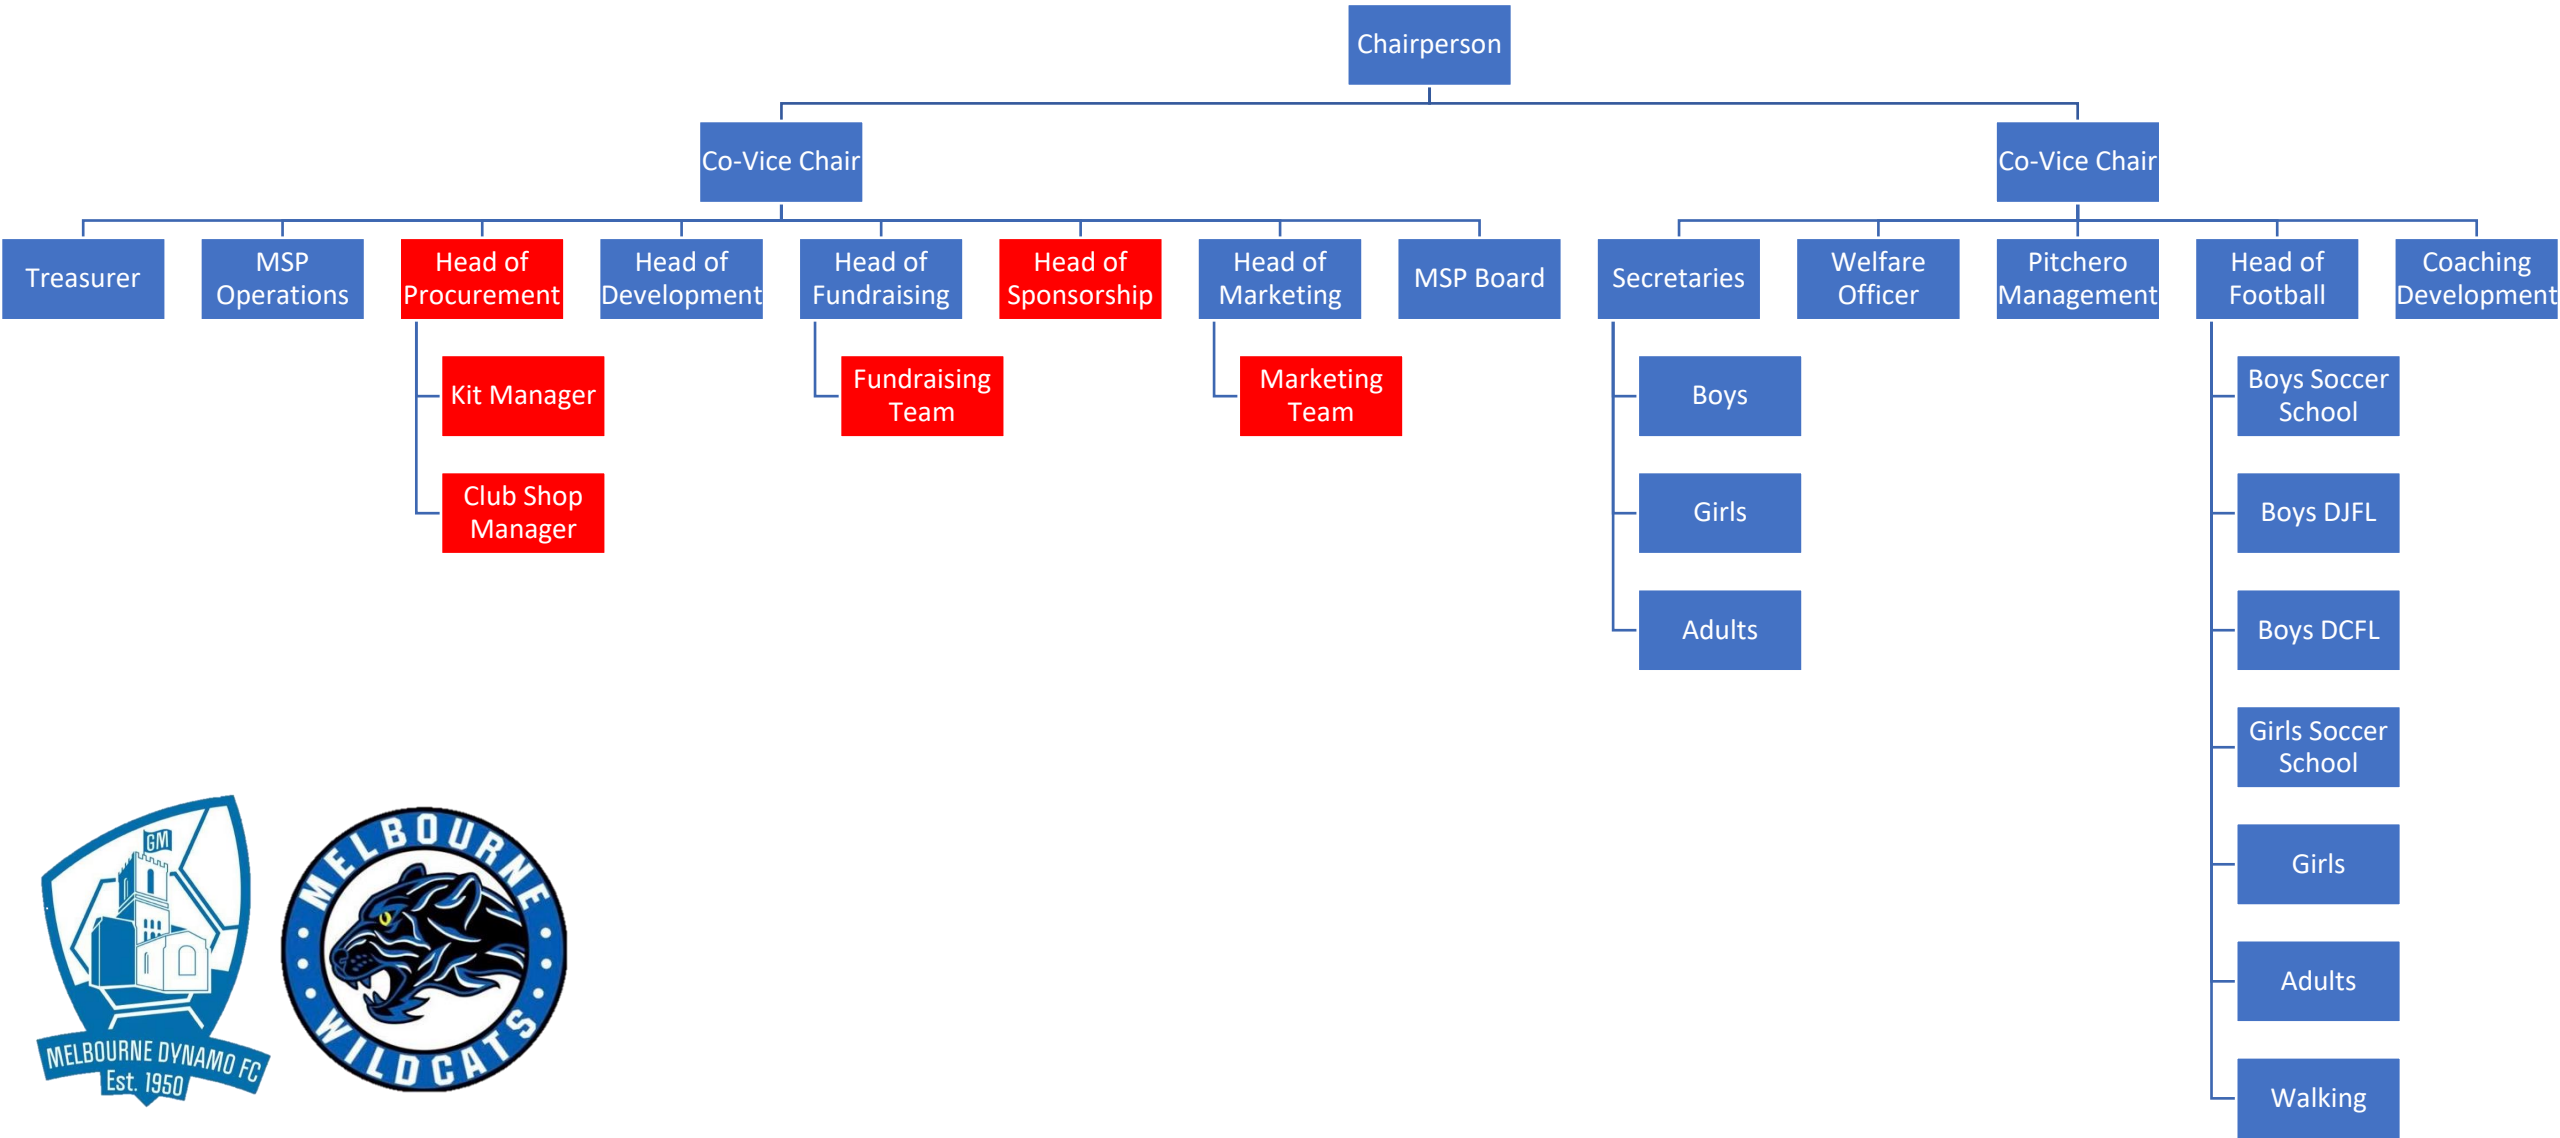 Chairperson
Co-Vice Chair
Co-Vice Chair
Treasurer
MSP
Operations
Head of
Procurement
Head of
Development
Head of
Fundraising
Head of
Sponsorship
Head of
Marketing
MSP Board
Secretaries
Welfare
Officer
Pitchero
Management
Head of
Football
Coaching
Development
Kit Manager
Fundraising
Team
Marketing
Team
Boys
Boys Soccer
School
Club Shop
Manager
Girls
Boys DJFL
Adults
Boys DCFL
Girls Soccer
School
Girls
Adults
Walking
GM
MELBOURNE DYNAMO FC
Est. 1950
MELBOURNE
WILDCATS